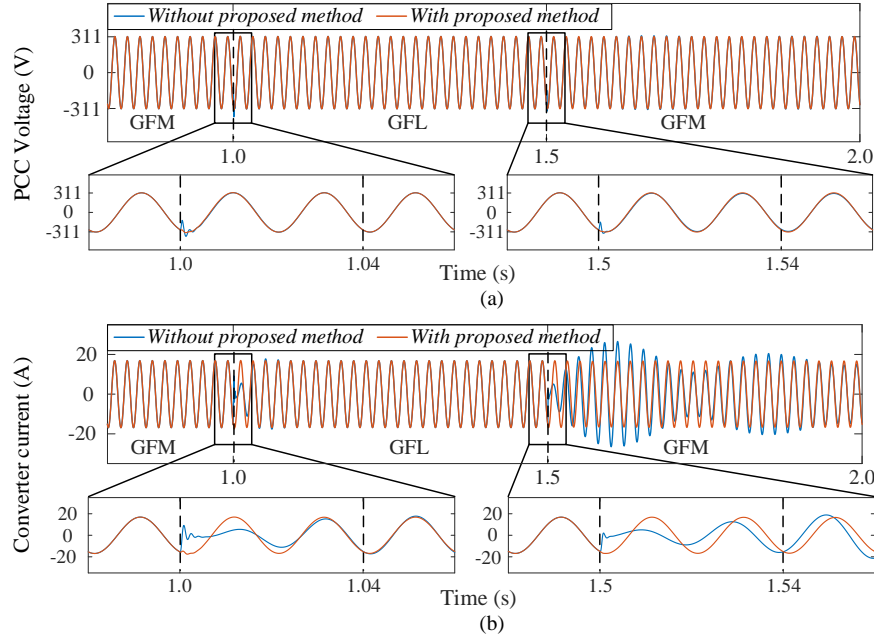 Without proposed method With proposed method
PCC Voltage (V)
311
0
-311
GFM GFL GFM
1.0 1.5 2.0
311
0
-311
311
0
-311
1.0 1.04 1.5 1.54
Time (s)
(a)
Without proposed method With proposed method
Converter current (A)
20
0
-20
GFM GFL GFM
1.0 1.5 2.0
20
0
-20
20
0
-20
1.0 1.04 1.5 1.54
Time (s)
(b)